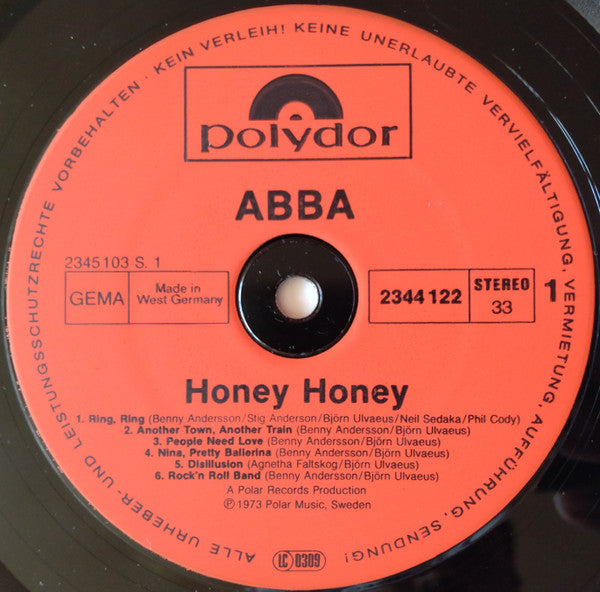 ALLE URHEBER- UND LEISTUNGSSCHUTZRECHTE VORBEHALTEN · KEIN VERLEIH! KEINE UNERLAUBTE VERVIELFÄLTIGUNG, VERMIETUNG, AUFFÜHRUNG, SENDUNG!
polydor
ABBA
2345103 S. 1
GEMA
Made in
West Germany
2344 122
STEREO
33
1
Honey Honey
1. Ring, Ring (Benny Andersson/Stig Anderson/Björn Ulvaeus/Neil Sedaka/Phil Cody)
2. Another Town, Another Train (Benny Andersson/Björn Ulvaeus)
3. People Need Love (Benny Andersson/Björn Ulvaeus)
4. Nina, Pretty Ballerina (Benny Andersson/Björn Ulvaeus)
5. Disillusion (Agnetha Faltskog/Björn Ulvaeus)
6. Rock'n Roll Band (Benny Andersson/Björn Ulvaeus)
A Polar Records Production
℗ 1973 Polar Music, Sweden
LC 0309